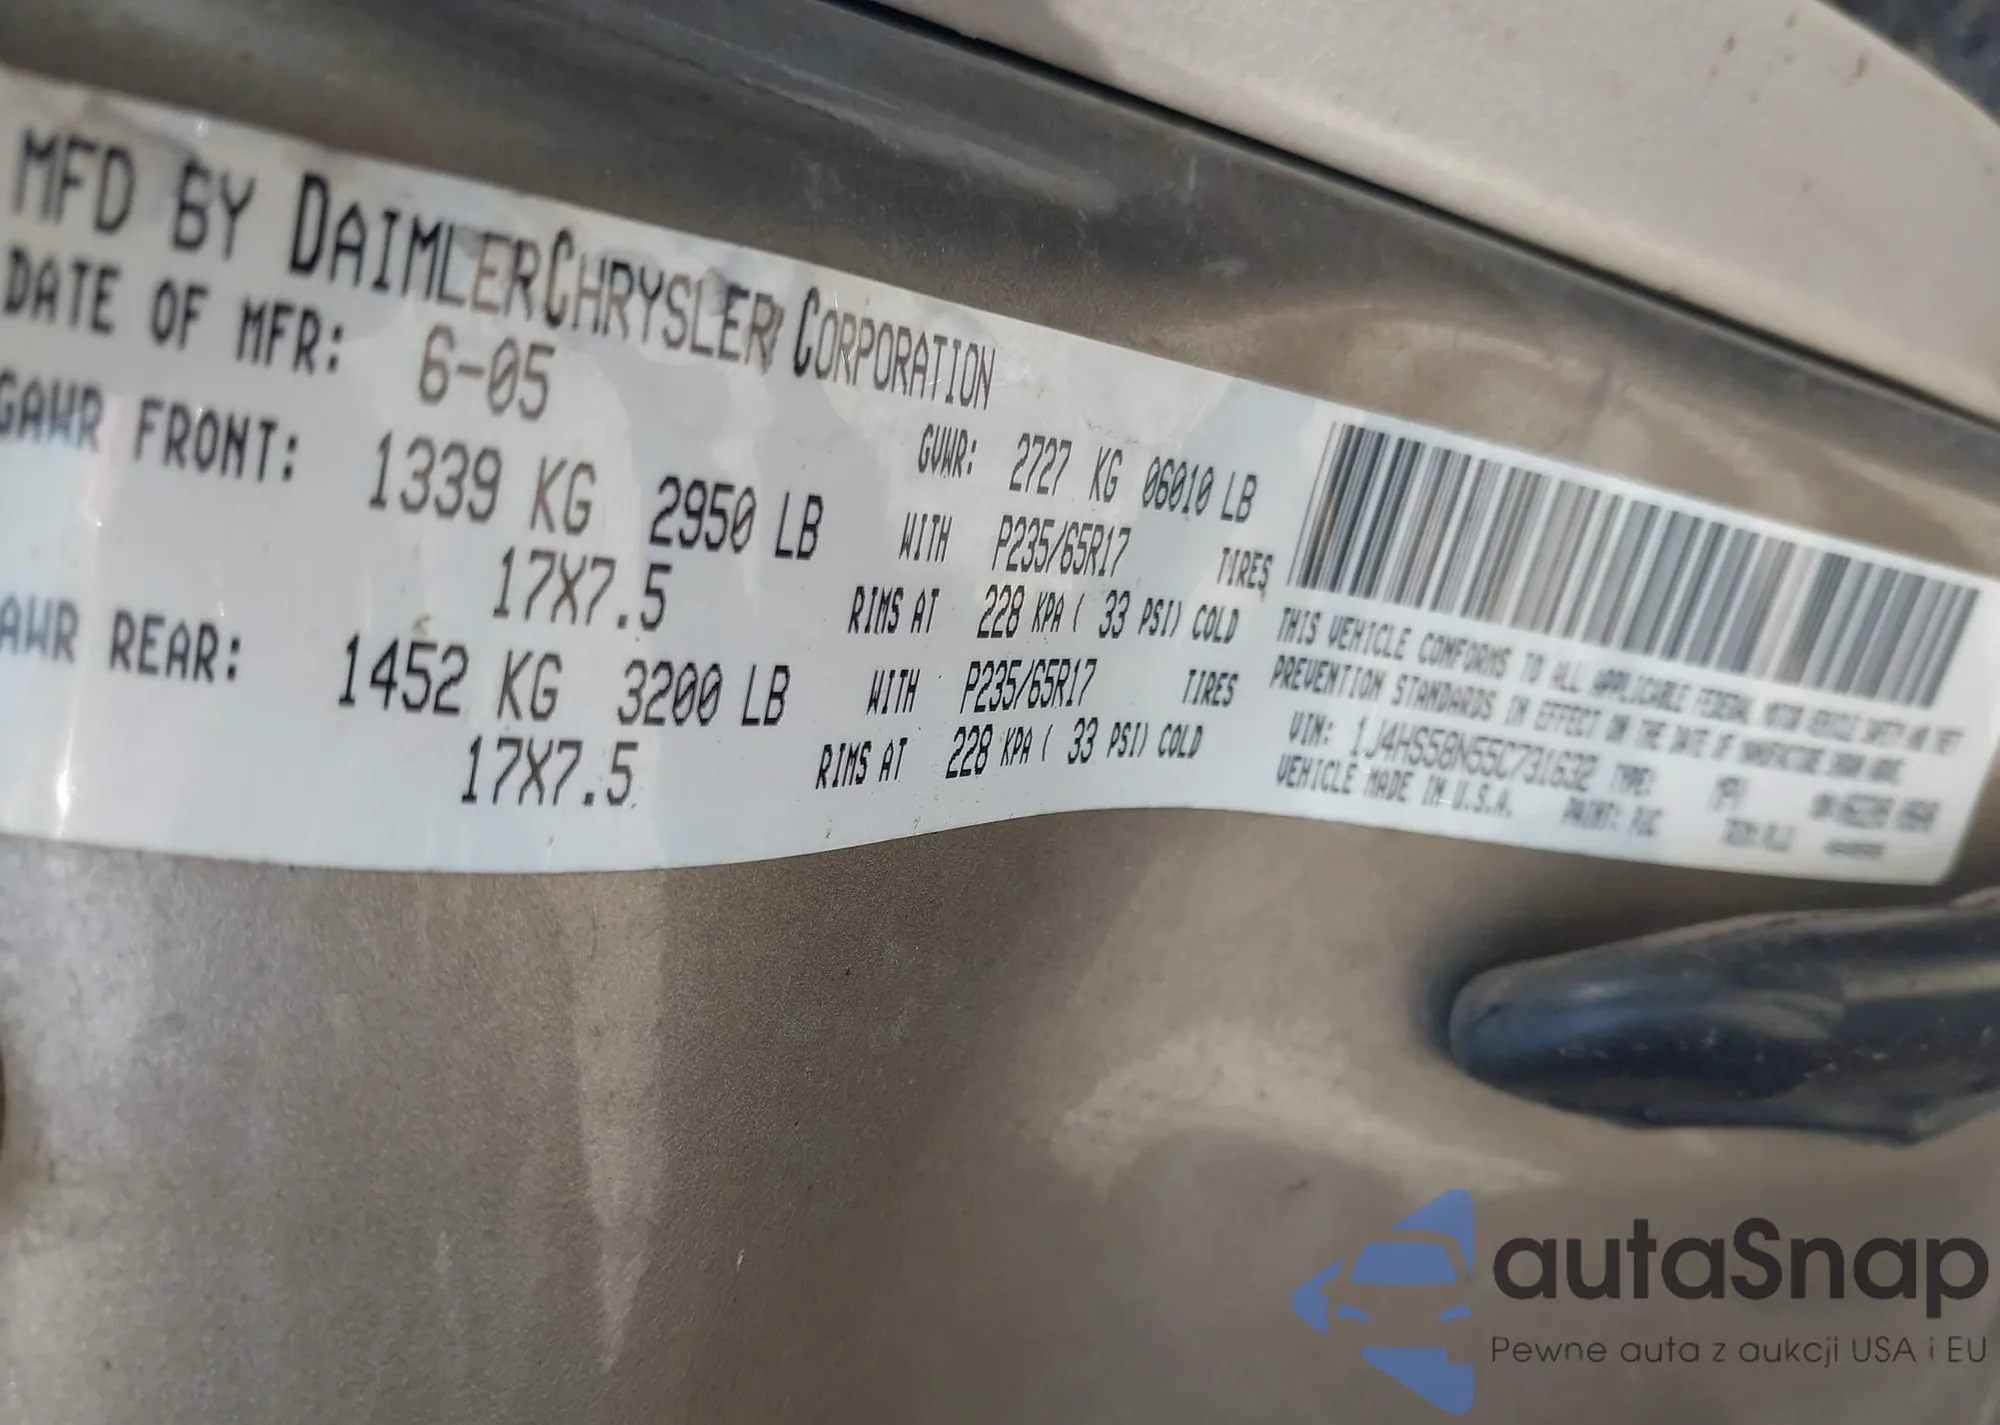 MFD BY DAIMLERCHRYSLER CORPORATION
DATE OF MFR: 6-05
GVWR: 2727 KG 06010 LB
GAWR FRONT: 1339 KG 2950 LB WITH P235/65R17 TIRES
17X7.5 RIMS AT 228 KPA ( 33 PSI) COLD
AWR REAR: 1452 KG 3200 LB WITH P235/65R17 TIRES
17X7.5 RIMS AT 228 KPA ( 33 PSI) COLD
THIS VEHICLE CONFORMS TO ALL APPLICABLE FEDERAL MOTOR VEHICLE SAFETY AND THEFT
PREVENTION STANDARDS IN EFFECT ON THE DATE OF MANUFACTURE SHOWN ABOVE.
VIN: 1J4HS58N55C731632 TYPE: MPV
VEHICLE MADE IN U.S.A. PAINT:
autaSnap
Pewne auta z aukcji USA i EU